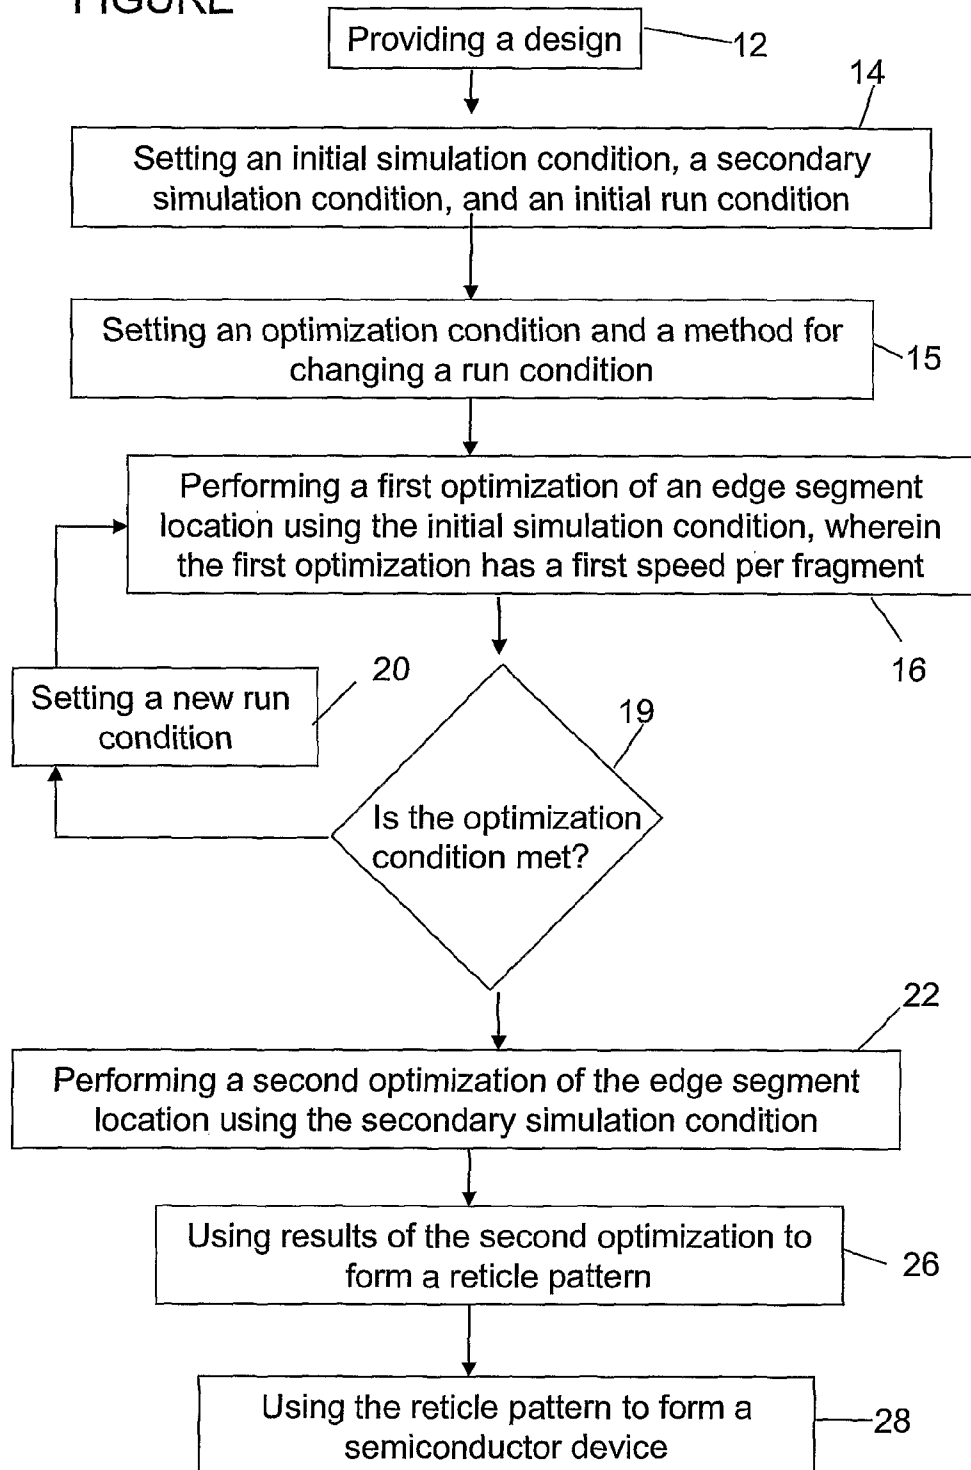 FIGURE
Providing a design
12
14
Setting an initial simulation condition, a secondary
simulation condition, and an initial run condition
Setting an optimization condition and a method for
changing a run condition
15
Performing a first optimization of an edge segment
location using the initial simulation condition, wherein
the first optimization has a first speed per fragment
16
20
Setting a new run
condition
19
Is the optimization
condition met?
22
Performing a second optimization of the edge segment
location using the secondary simulation condition
Using results of the second optimization to
form a reticle pattern
26
Using the reticle pattern to form a
semiconductor device
28